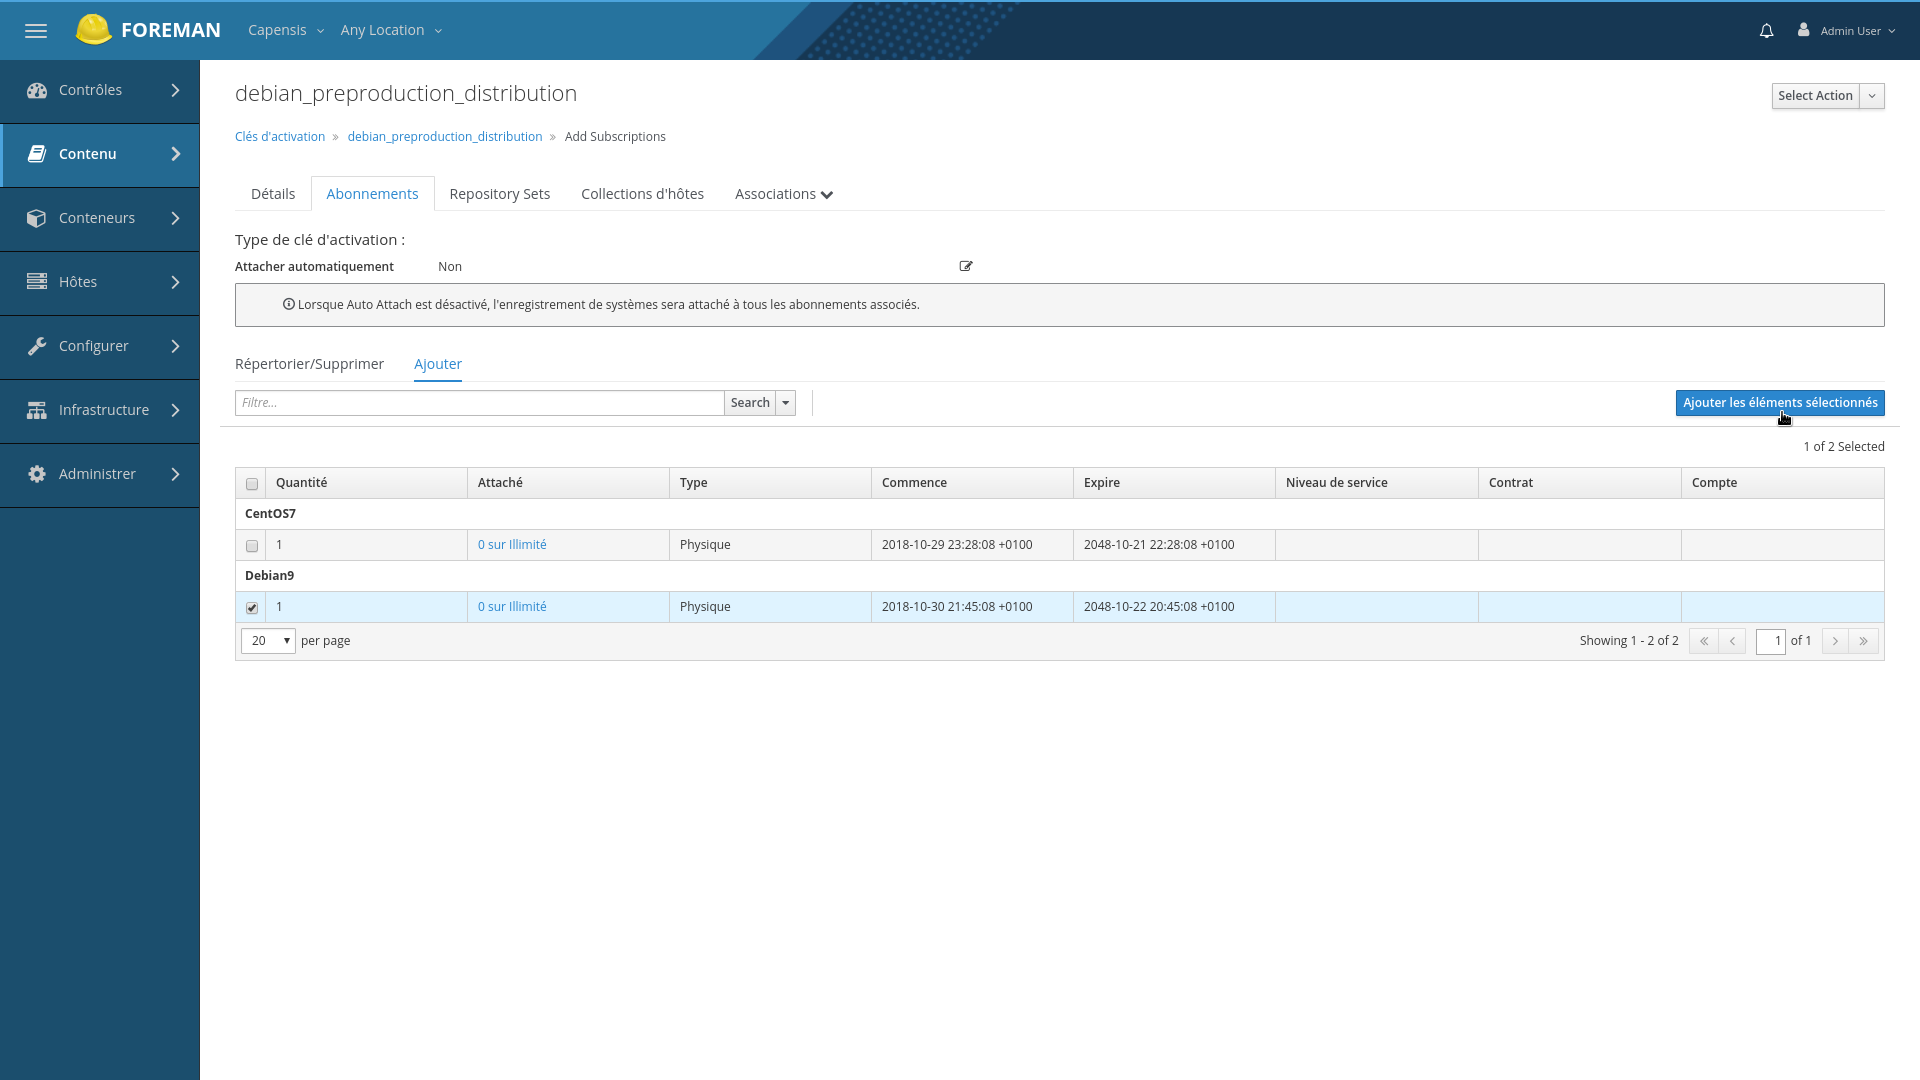 FOREMAN Capensis Any Location Admin User
Contrôles
Contenu
Conteneurs
Hôtes
Configurer
Infrastructure
Administrer
debian_preproduction_distribution
Select Action
Clés d'activation » debian_preproduction_distribution » Add Subscriptions
Détails Abonnements Repository Sets Collections d'hôtes Associations
Type de clé d'activation :
Attacher automatiquement Non
Lorsque Auto Attach est désactivé, l'enregistrement de systèmes sera attaché à tous les abonnements associés.
Répertorier/Supprimer Ajouter
Filtre... Search Ajouter les éléments sélectionnés
1 of 2 Selected
Quantité Attaché Type Commence Expire Niveau de service Contrat Compte
CentOS7
1 0 sur Illimité Physique 2018-10-29 23:28:08 +0100 2048-10-21 22:28:08 +0100
Debian9
1 0 sur Illimité Physique 2018-10-30 21:45:08 +0100 2048-10-22 20:45:08 +0100
20 per page Showing 1 - 2 of 2 « ‹ 1 of 1 › »